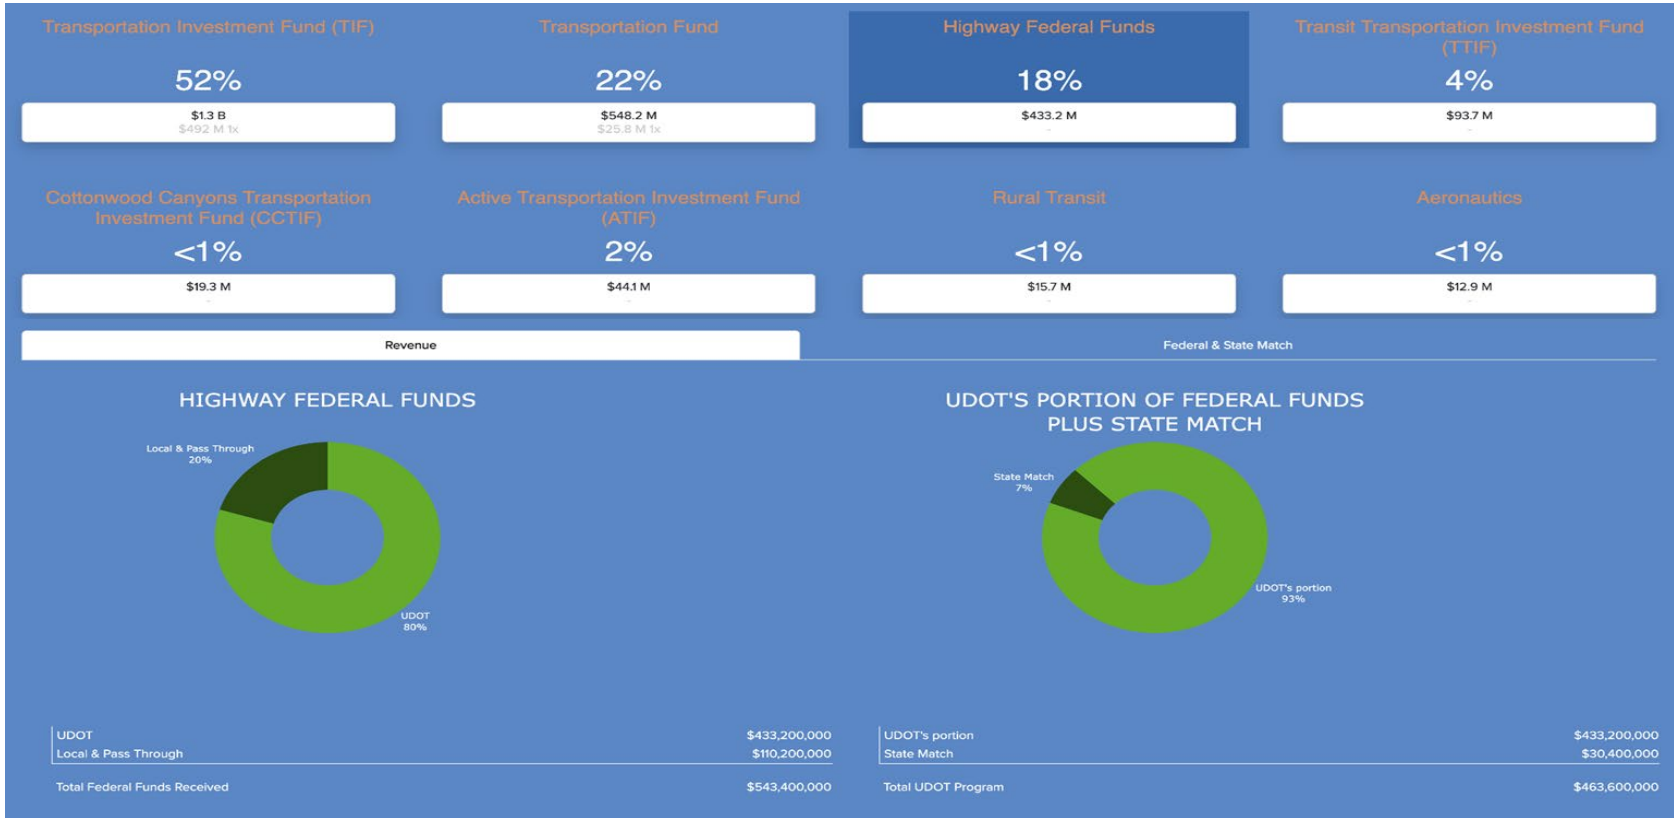 Transportation Investment Fund (TIF)
52%
$1.3 B
$492 M 1x
Transportation Fund
22%
$548.2 M
$25.8 M 1x
Highway Federal Funds
18%
$433.2 M
-
Transit Transportation Investment Fund
(TTIF)
4%
$93.7 M
-
Cottonwood Canyons Transportation
Investment Fund (CCTIF)
<1%
$19.3 M
-
Active Transportation Investment Fund
(ATIF)
2%
$44.1 M
-
Rural Transit
<1%
$15.7 M
-
Aeronautics
<1%
$12.9 M
-
Revenue
Federal & State Match
HIGHWAY FEDERAL FUNDS
Local & Pass Through
20%
UDOT
80%
UDOT $433,200,000
Local & Pass Through $110,200,000
Total Federal Funds Received $543,400,000
UDOT'S PORTION OF FEDERAL FUNDS
PLUS STATE MATCH
State Match
7%
UDOT's portion
93%
UDOT's portion $433,200,000
State Match $30,400,000
Total UDOT Program $463,600,000